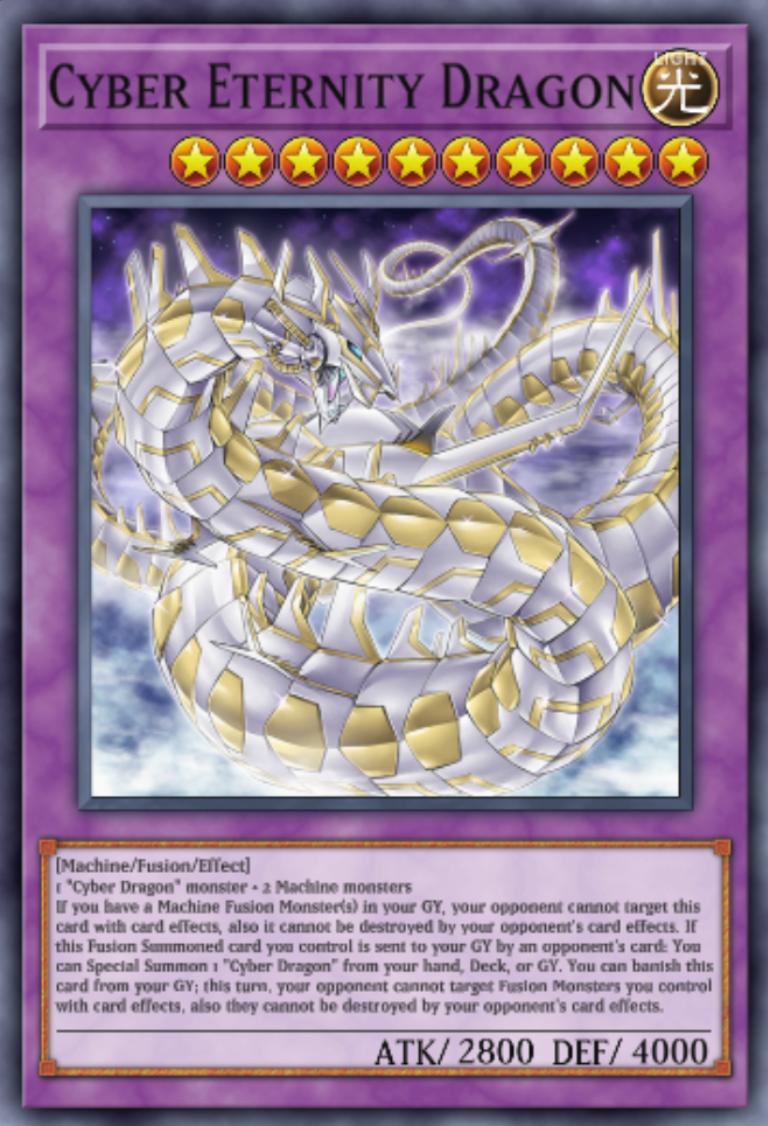 CYBER ETERNITY DRAGON
LIGHT
光
[Machine/Fusion/Effect]
1 "Cyber Dragon" monster + 2 Machine monsters
If you have a Machine Fusion Monster(s) in your GY, your opponent cannot target this
card with card effects, also it cannot be destroyed by your opponent's card effects. If
this Fusion Summoned card you control is sent to your GY by an opponent's card: You
can Special Summon 1 "Cyber Dragon" from your hand, Deck, or GY. You can banish this
card from your GY; this turn, your opponent cannot target Fusion Monsters you control
with card effects, also they cannot be destroyed by your opponent's card effects.
ATK/ 2800 DEF/ 4000